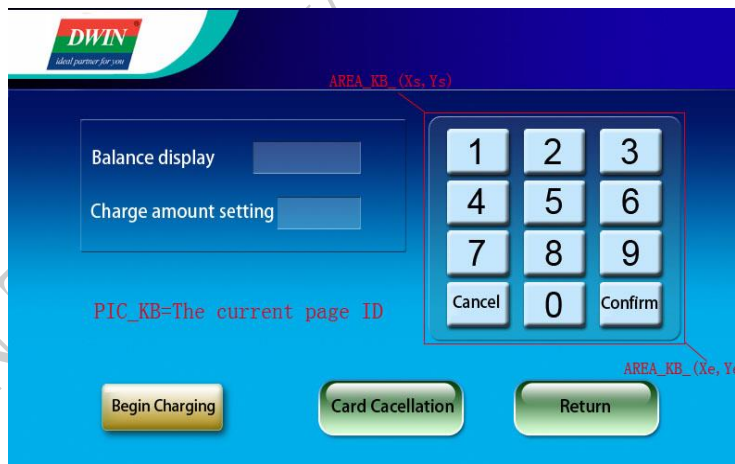 DWIN
ideal partner for you
AREA_KB_(Xs,Ys)
Balance display
Charge amount setting
1 2 3
4 5 6
7 8 9
Cancel 0 Confirm
PIC_KB=The current page ID
AREA_KB_(Xe,Ye
Begin Charging
Card Cacellation
Return